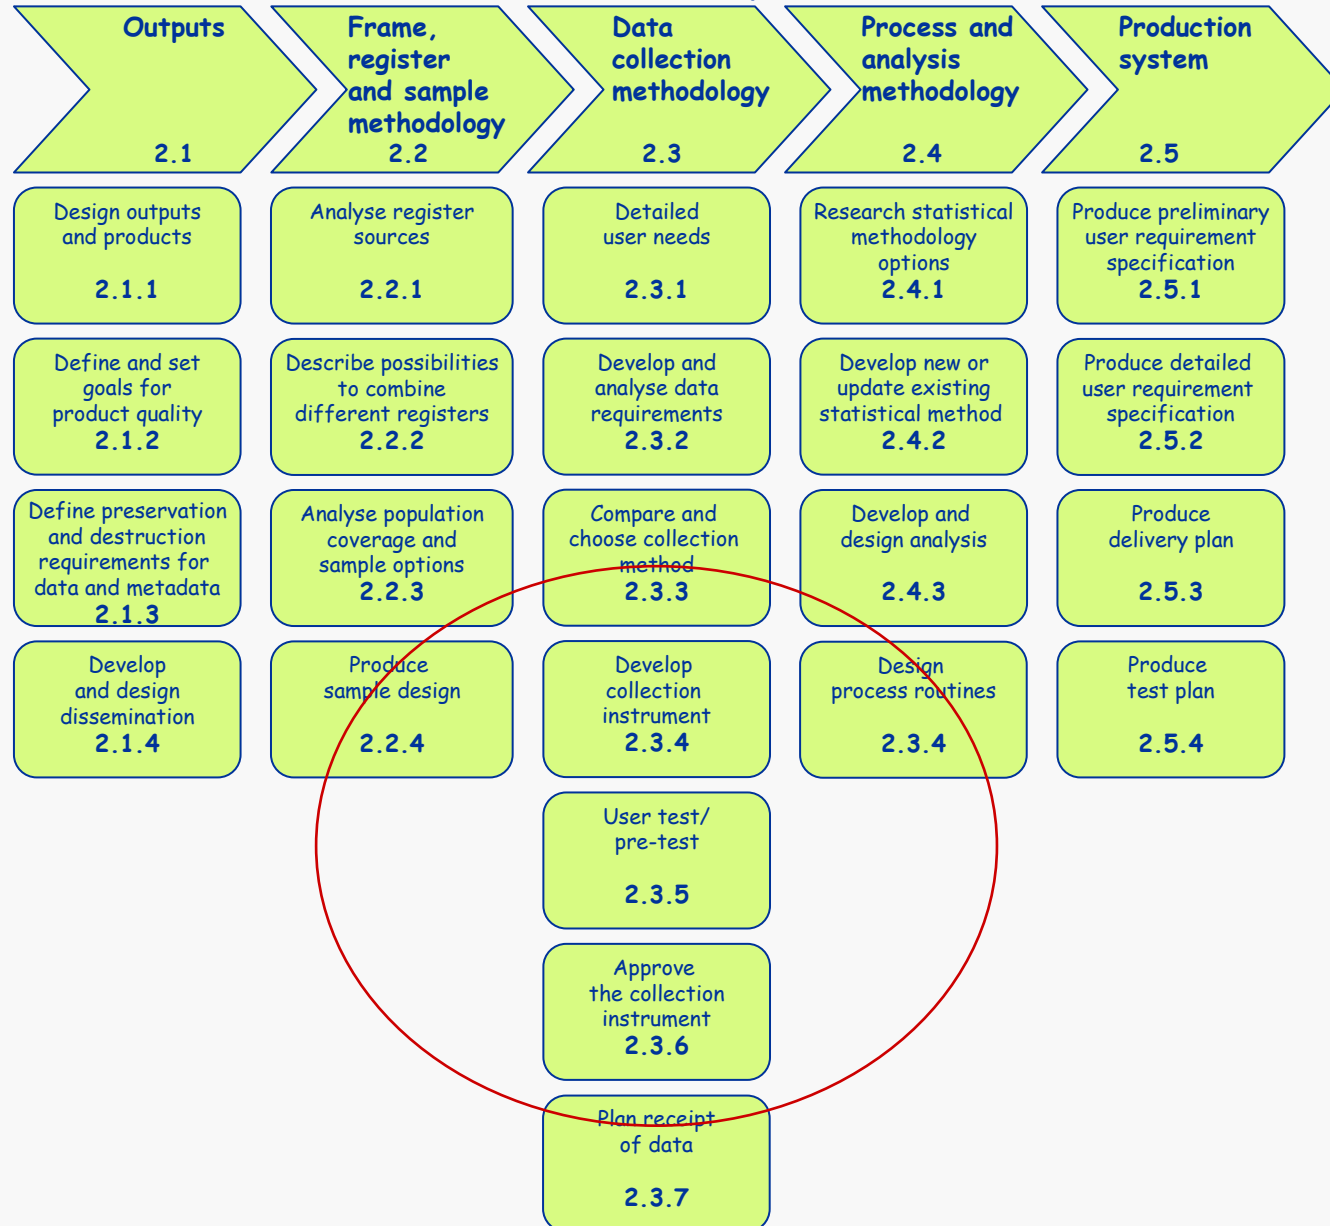 Outputs
2.1
Frame,
register
and sample
methodology
2.2
Data
collection
methodology
2.3
Process and
analysis
methodology
2.4
Production
system
2.5
Design outputs
and products
2.1.1
Analyse register
sources
2.2.1
Detailed
user needs
2.3.1
Research statistical
methodology
options
2.4.1
Produce preliminary
user requirement
specification
2.5.1
Define and set
goals for
product quality
2.1.2
Describe possibilities
to combine
different registers
2.2.2
Develop and
analyse data
requirements
2.3.2
Develop new or
update existing
statistical method
2.4.2
Produce detailed
user requirement
specification
2.5.2
Define preservation
and destruction
requirements for
data and metadata
2.1.3
Analyse population
coverage and
sample options
2.2.3
Compare and
choose collection
method
2.3.3
Develop and
design analysis
2.4.3
Produce
delivery plan
2.5.3
Develop
and design
dissemination
2.1.4
Produce
sample design
2.2.4
Develop
collection
instrument
2.3.4
Design
process routines
2.3.4
Produce
test plan
2.5.4
User test/
pre-test
2.3.5
Approve
the collection
instrument
2.3.6
Plan receipt
of data
2.3.7